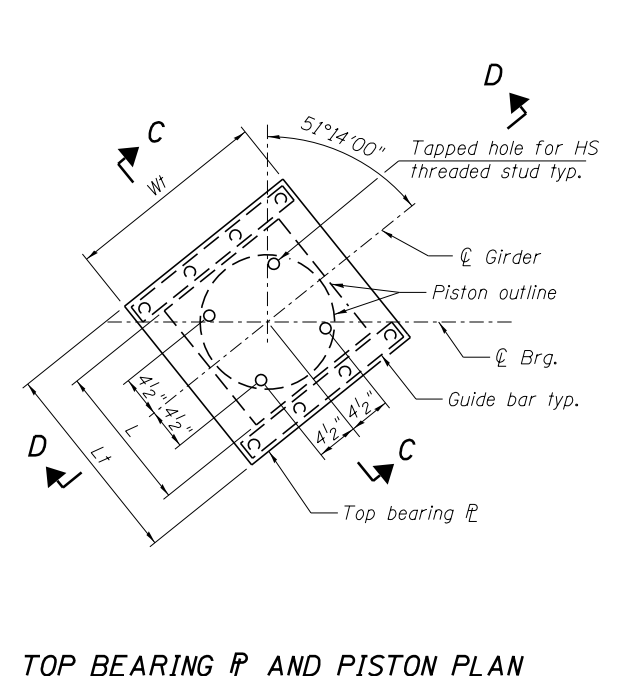 D
C
51°14'00"
Tapped hole for HS
threaded stud typ.
Wt
℄ Girder
Piston outline
℄ Brg.
4½" 4½"
L
Guide bar typ.
4½" 4½"
Lt
D
C
Top bearing ⅊
TOP BEARING ⅊ AND PISTON PLAN